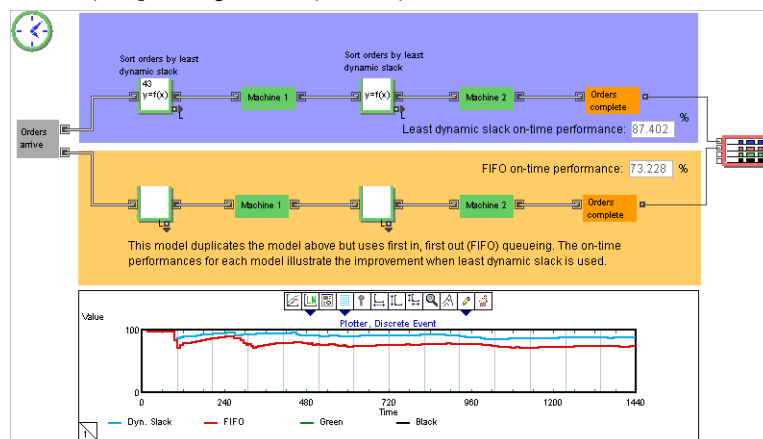 Sort orders by least
dynamic slack
Sort orders by least
dynamic slack
43
y=f(x)
Machine 1
y=f(x)
Machine 2
Orders
complete
%
Least dynamic slack on-time performance: 87.402
Orders
arrive
FIFO on-time performance: 73.228 %
Machine 1
Machine 2
Orders
complete
This model duplicates the model above but uses first in, first out (FIFO) queueing. The on-time
performances for each model illustrate the improvement when least dynamic slack is used.
LN
Value
Plotter, Discrete Event
100
0
0 240 480 720 960 1200 1440
Time
Dyn. Slack FIFO Green Black